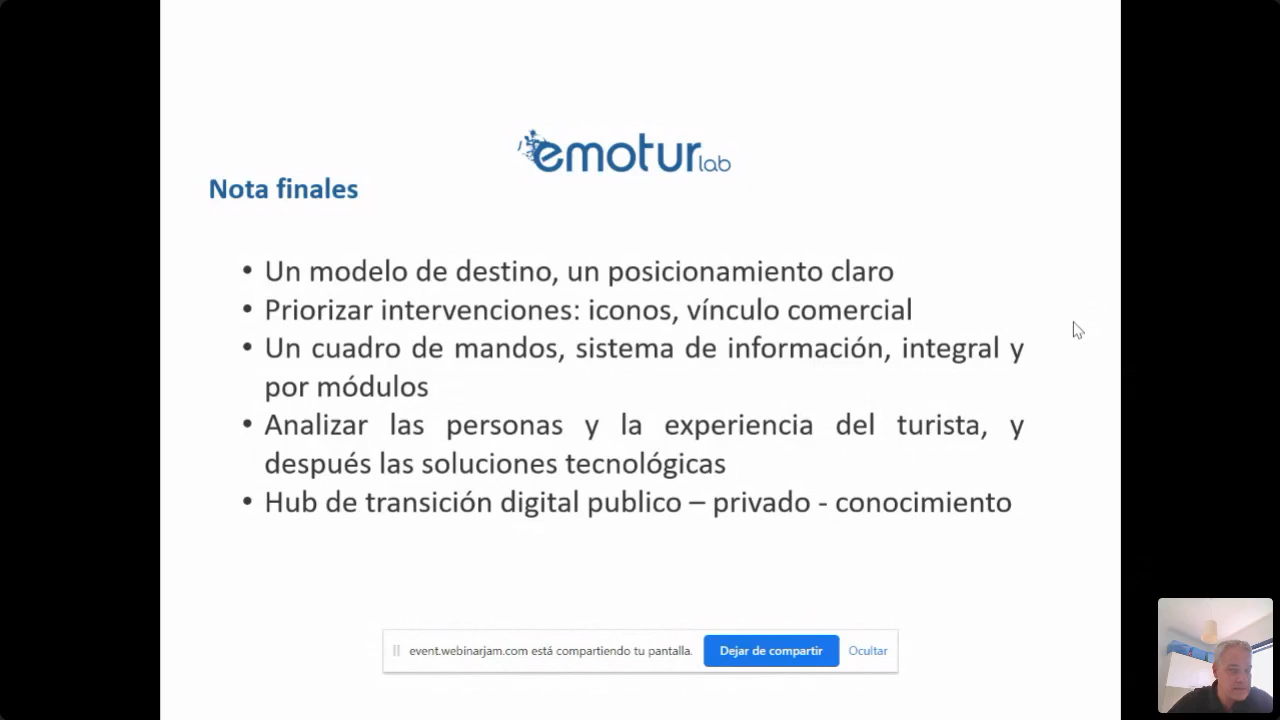 emoturlab
Nota finales
• Un modelo de destino, un posicionamiento claro
• Priorizar intervenciones: iconos, vínculo comercial
• Un cuadro de mandos, sistema de información, integral y
por módulos
• Analizar las personas y la experiencia del turista, y
después las soluciones tecnológicas
• Hub de transición digital publico – privado - conocimiento
event.webinarjam.com está compartiendo tu pantalla. Dejar de compartir Ocultar